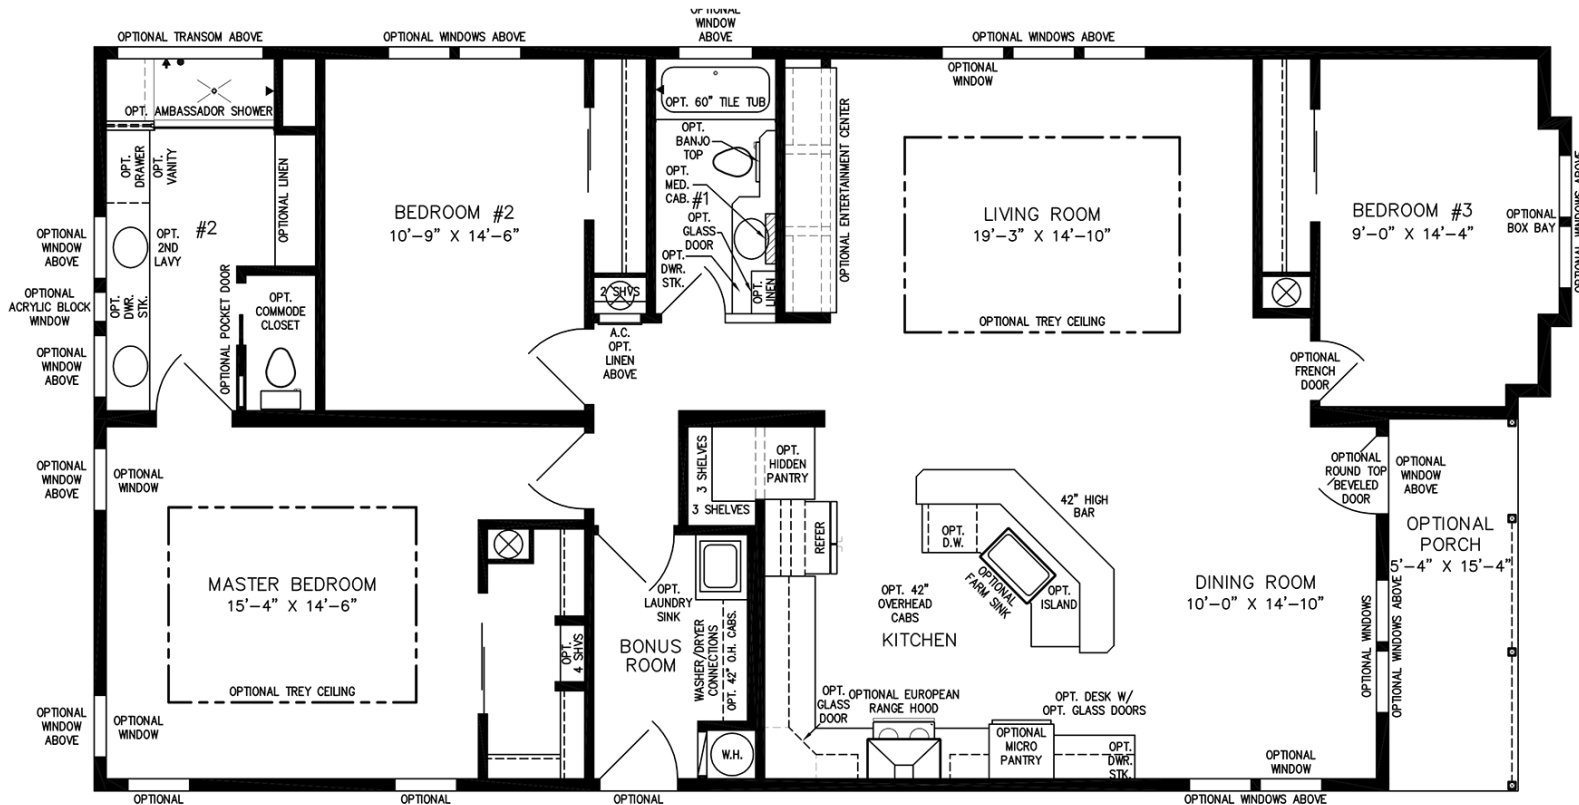 OPTIONAL
WINDOW
ABOVE
OPTIONAL TRANSOM ABOVE
OPTIONAL WINDOWS ABOVE
OPTIONAL WINDOWS ABOVE
OPTIONAL
WINDOW
OPT. AMBASSADOR SHOWER
OPT. 60" TILE TUB
OPT.
DRAWER
OPT.
VANITY
OPTIONAL LINEN
#2
OPT.
2ND
LAVY
OPT.
DWR.
STK.
OPTIONAL POCKET DOOR
OPT.
COMMODE
CLOSET
OPTIONAL
WINDOW
ABOVE
OPTIONAL
ACRYLIC BLOCK
WINDOW
OPTIONAL
WINDOW
ABOVE
BEDROOM #2
10'-9" X 14'-6"
2 SHVS
A.C.
OPT.
LINEN
ABOVE
OPT.
BANJO
TOP
OPT.
MED.
CAB.
#1
OPT.
GLASS
DOOR
OPT.
DWR.
STK.
OPT.
LINEN
OPTIONAL ENTERTAINMENT CENTER
LIVING ROOM
19'-3" X 14'-10"
OPTIONAL TREY CEILING
BEDROOM #3
9'-0" X 14'-4"
OPTIONAL
BOX BAY
OPTIONAL WINDOWS ABOVE
OPTIONAL
FRENCH
DOOR
OPTIONAL
WINDOW
ABOVE
OPTIONAL
WINDOW
MASTER BEDROOM
15'-4" X 14'-6"
OPTIONAL TREY CEILING
OPTIONAL
WINDOW
ABOVE
OPTIONAL
WINDOW
OPT.
4 SHVS
3 SHELVES
3 SHELVES
OPT.
HIDDEN
PANTRY
REFER
OPT.
LAUNDRY
SINK
BONUS
ROOM
WASHER/DRYER
CONNECTIONS
OPT. 42" O.H. CABS.
W.H.
42" HIGH
BAR
OPT.
D.W.
OPTIONAL
FARM SINK
OPT.
ISLAND
OPT. 42"
OVERHEAD
CABS
KITCHEN
OPT.
GLASS
DOOR
OPTIONAL EUROPEAN
RANGE HOOD
OPT. DESK W/
OPT. GLASS DOORS
OPTIONAL
MICRO
PANTRY
OPT.
DWR.
STK.
DINING ROOM
10'-0" X 14'-10"
OPTIONAL
ROUND TOP
BEVELED
DOOR
OPTIONAL
WINDOW
ABOVE
OPTIONAL
PORCH
5'-4" X 15'-4"
OPTIONAL WINDOWS
OPTIONAL WINDOWS ABOVE
OPTIONAL
WINDOW
OPTIONAL
OPTIONAL
OPTIONAL
OPTIONAL WINDOWS ABOVE